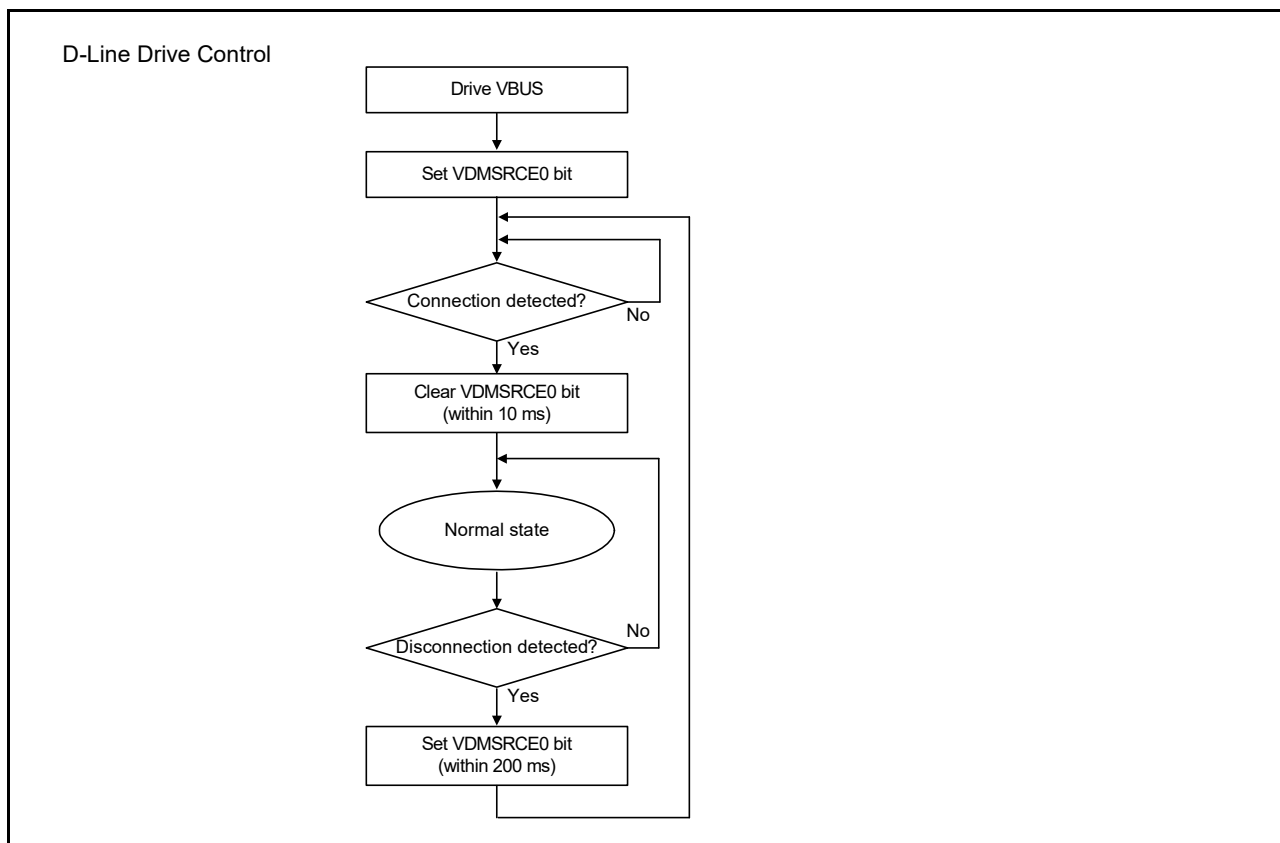 D-Line Drive Control
Drive VBUS
Set VDMSRCE0 bit
Connection detected?
No
Yes
Clear VDMSRCE0 bit
(within 10 ms)
Normal state
Disconnection detected?
No
Yes
Set VDMSRCE0 bit
(within 200 ms)